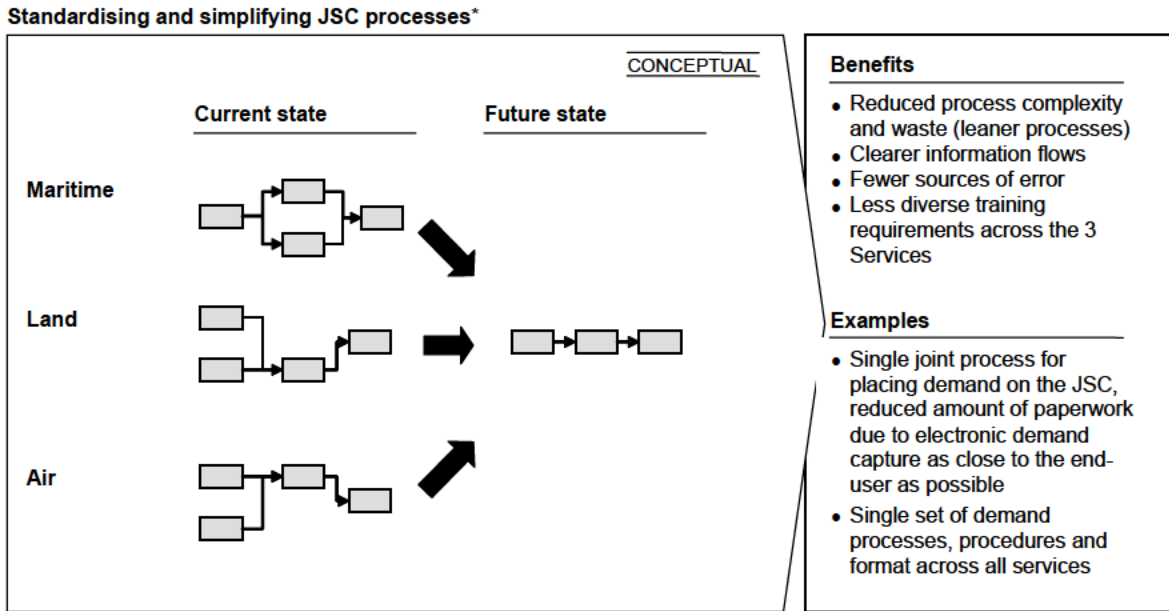 Standardising and simplifying JSC processes*
CONCEPTUAL
Current state
Future state
Maritime
Land
Air
Benefits
● Reduced process complexity
and waste (leaner processes)
● Clearer information flows
● Fewer sources of error
● Less diverse training
requirements across the 3
Services
Examples
● Single joint process for
placing demand on the JSC,
reduced amount of paperwork
due to electronic demand
capture as close to the end-
user as possible
● Single set of demand
processes, procedures and
format across all services